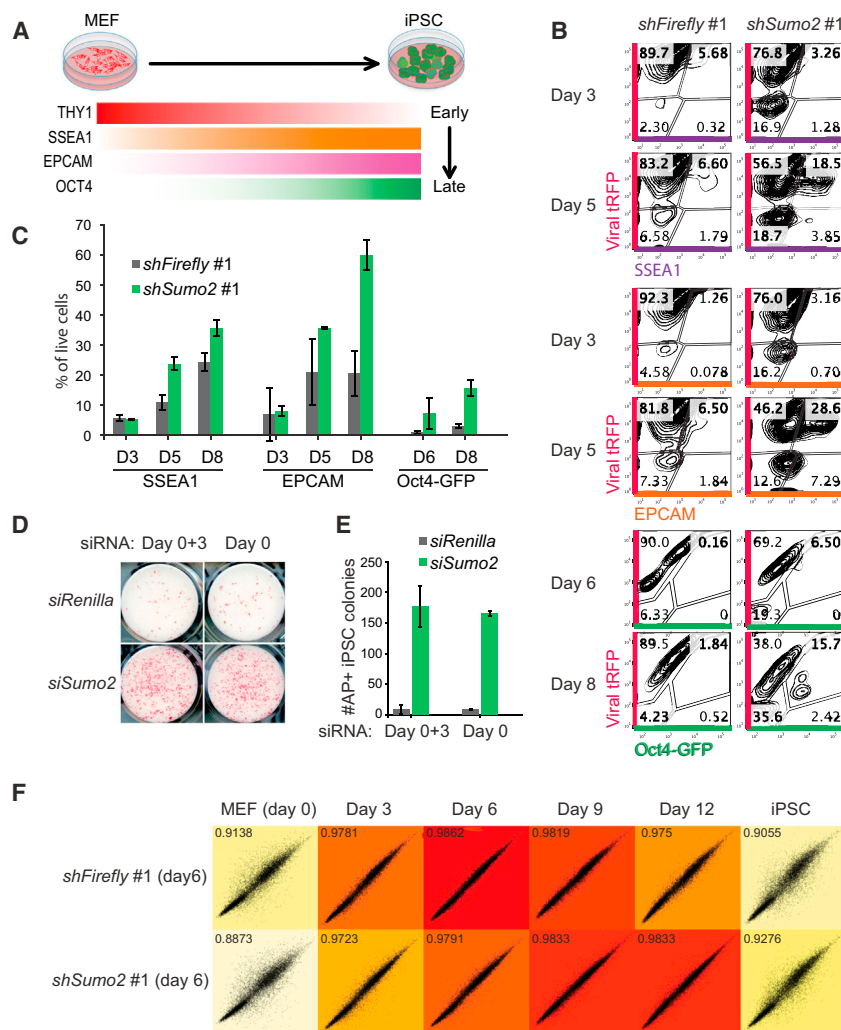 A
MEF
iPSC
THY1
SSEA1
EPCAM
OCT4
Early
Late
B
shFirefly #1
shSumo2 #1
Day 3
89.7 5.68
2.30 0.32
76.8 3.26
16.9 1.28
Day 5
83.2 6.60
6.58 1.79
56.5 18.5
18.7 3.85
Viral tRFP
SSEA1
Day 3
92.3 1.26
4.58 0.078
76.0 3.16
16.2 0.70
Day 5
81.8 6.50
7.33 1.84
46.2 28.6
12.6 7.29
Viral tRFP
EPCAM
Day 6
90.0 0.16
6.33 0
69.2 6.50
19.3 0
Day 8
89.5 1.84
4.23 0.52
38.0 15.7
35.6 2.42
Viral tRFP
Oct4-GFP
C
% of live cells
70
60
50
40
30
20
10
0
shFirefly #1
shSumo2 #1
D3 D5 D8 D3 D5 D8 D6 D8
SSEA1 EPCAM Oct4-GFP
D
siRNA: Day 0+3 Day 0
siRenilla
siSumo2
E
#AP+ iPSC colonies
250
200
150
100
50
0
siRenilla
siSumo2
siRNA: Day 0+3 Day 0
F
MEF (day 0) Day 3 Day 6 Day 9 Day 12 iPSC
shFirefly #1 (day6)
0.9138 0.9781 0.9862 0.9819 0.975 0.9055
shSumo2 #1 (day 6)
0.8873 0.9723 0.9791 0.9833 0.9833 0.9276